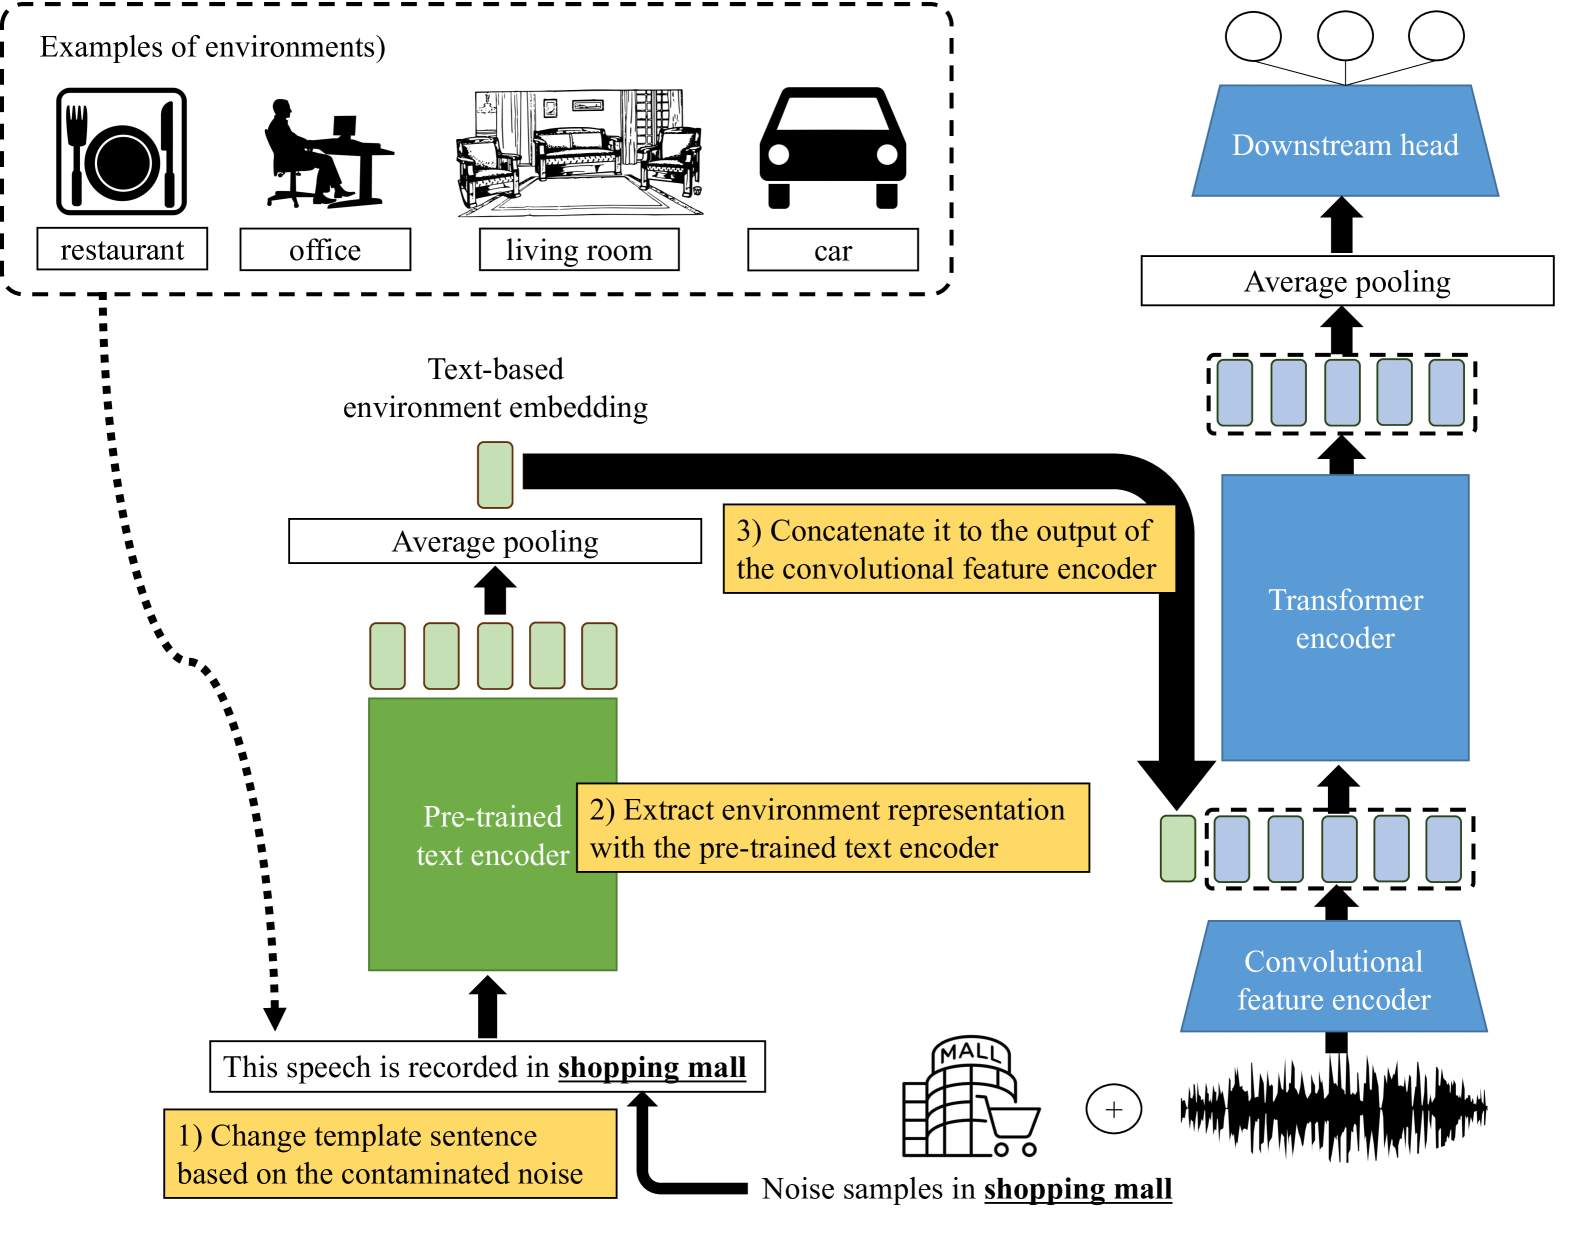 Examples of environments)
restaurant
office
living room
car
Downstream head
Average pooling
Text-based
environment embedding
Average pooling
3) Concatenate it to the output of
the convolutional feature encoder
Transformer
encoder
Pre-trained
text encoder
2) Extract environment representation
with the pre-trained text encoder
Convolutional
feature encoder
This speech is recorded in shopping mall
MALL
+
1) Change template sentence
based on the contaminated noise
Noise samples in shopping mall